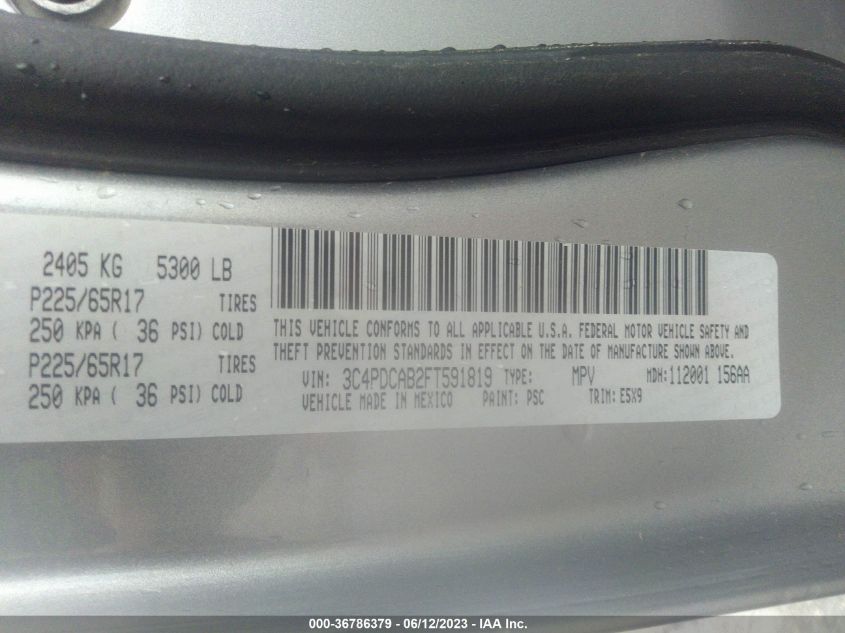 2405 KG 5300 LB
P225/65R17 TIRES
250 KPA ( 36 PSI) COLD
P225/65R17 TIRES
250 KPA ( 36 PSI) COLD
THIS VEHICLE CONFORMS TO ALL APPLICABLE U.S.A. FEDERAL MOTOR VEHICLE SAFETY AND
THEFT PREVENTION STANDARDS IN EFFECT ON THE DATE OF MANUFACTURE SHOWN ABOVE.
VIN: 3C4PDCAB2FT591819 TYPE: MPV MDH:112001 156AA
VEHICLE MADE IN MEXICO PAINT: PSC TRIM: E5X9
000-36786379 - 06/12/2023 - IAA Inc.